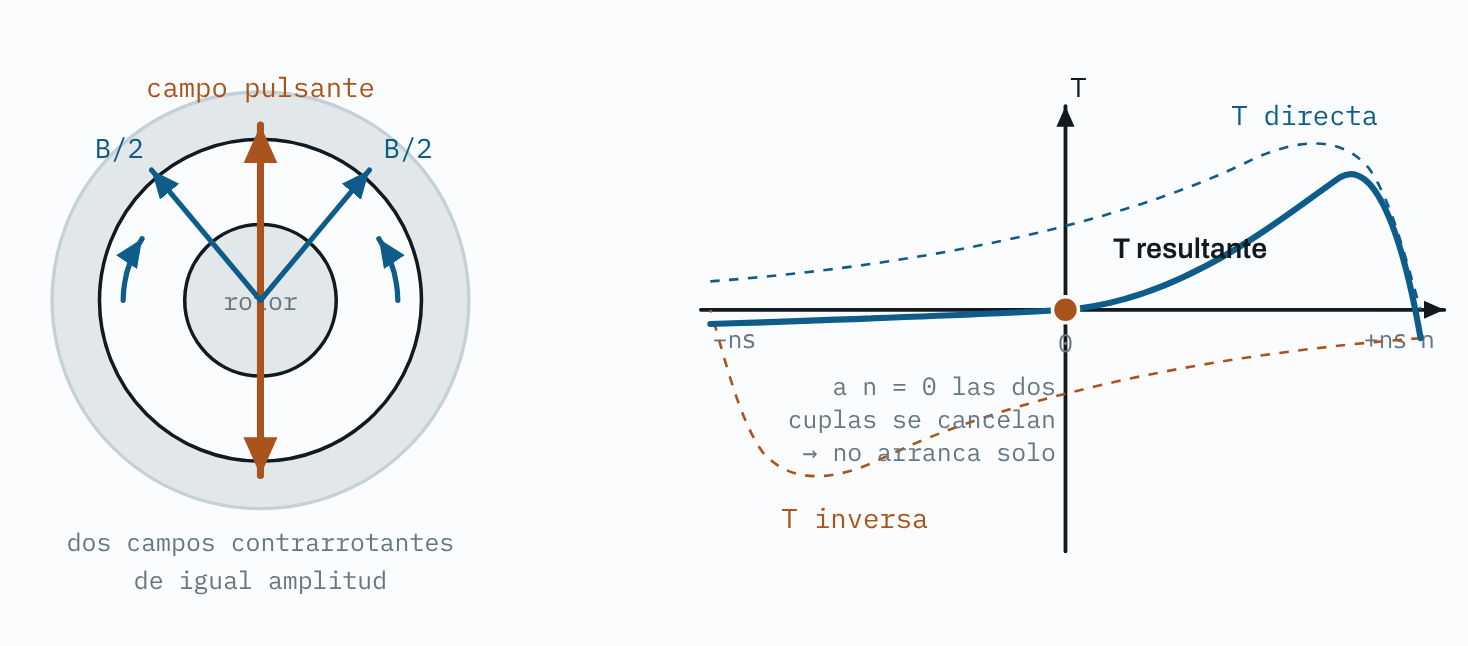 campo pulsante
B/2
B/2
rotor
dos campos contrarrotantes
de igual amplitud
T
T directa
T resultante
-ns
0
+ns
n
a n = 0 las dos
cuplas se cancelan
→ no arranca solo
T inversa